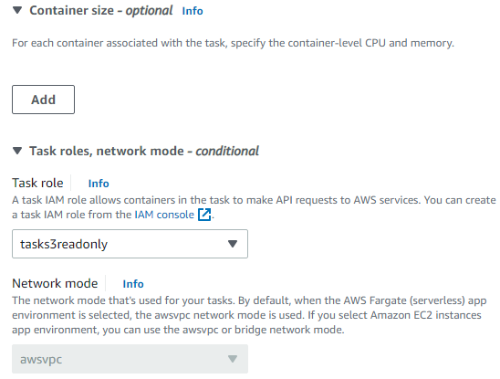 Container size - optional Info
For each container associated with the task, specify the container-level CPU and memory.
Add
Task roles, network mode - conditional
Task role Info
A task IAM role allows containers in the task to make API requests to AWS services. You can create
a task IAM role from the IAM console.
tasks3readonly
Network mode Info
The network mode that's used for your tasks. By default, when the AWS Fargate (serverless) app
environment is selected, the awsvpc network mode is used. If you select Amazon EC2 instances
app environment, you can use the awsvpc or bridge network mode.
awsvpc